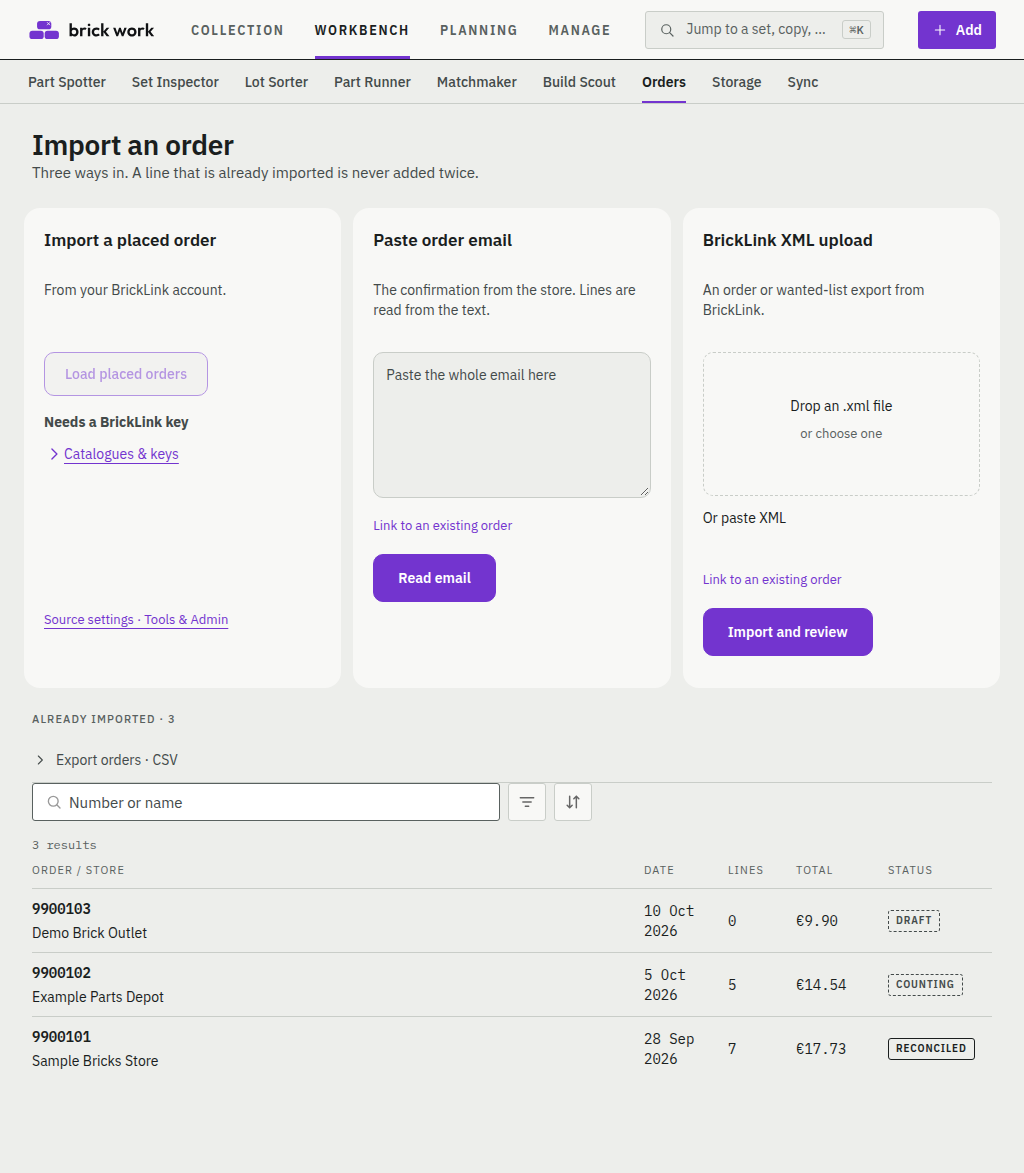 brick work
COLLECTION
WORKBENCH
PLANNING
MANAGE
Jump to a set, copy, ...
⌘K
Add
Part Spotter
Set Inspector
Lot Sorter
Part Runner
Matchmaker
Build Scout
Orders
Storage
Sync
Import an order
Three ways in. A line that is already imported is never added twice.
Import a placed order
From your BrickLink account.
Load placed orders
Needs a BrickLink key
Catalogues & keys
Source settings · Tools & Admin
Paste order email
The confirmation from the store. Lines are
read from the text.
Paste the whole email here
Link to an existing order
Read email
BrickLink XML upload
An order or wanted-list export from
BrickLink.
Drop an .xml file
or choose one
Or paste XML
Link to an existing order
Import and review
ALREADY IMPORTED · 3
Export orders · CSV
Number or name
3 results
ORDER / STORE DATE LINES TOTAL STATUS
9900103
Demo Brick Outlet
10 Oct
2026
0
€9.90
DRAFT
9900102
Example Parts Depot
5 Oct
2026
5
€14.54
COUNTING
9900101
Sample Bricks Store
28 Sep
2026
7
€17.73
RECONCILED